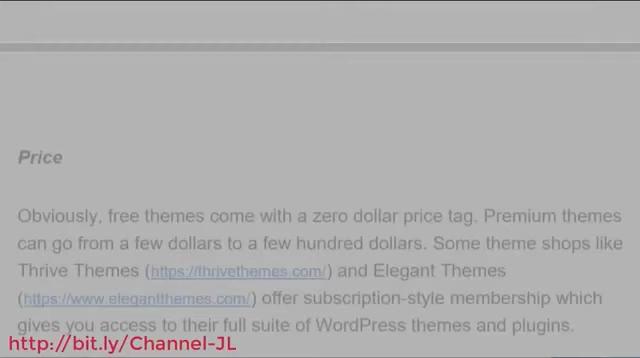 Price
Obviously, free themes come with a zero dollar price tag. Premium themes
can go from a few dollars to a few hundred dollars. Some theme shops like
Thrive Themes (https://thrivethemes.com/) and Elegant Themes
(https://www.elegantthemes.com/) offer subscription-style membership which
gives you access to their full suite of WordPress themes and plugins.
http://bit.ly/Channel-JL